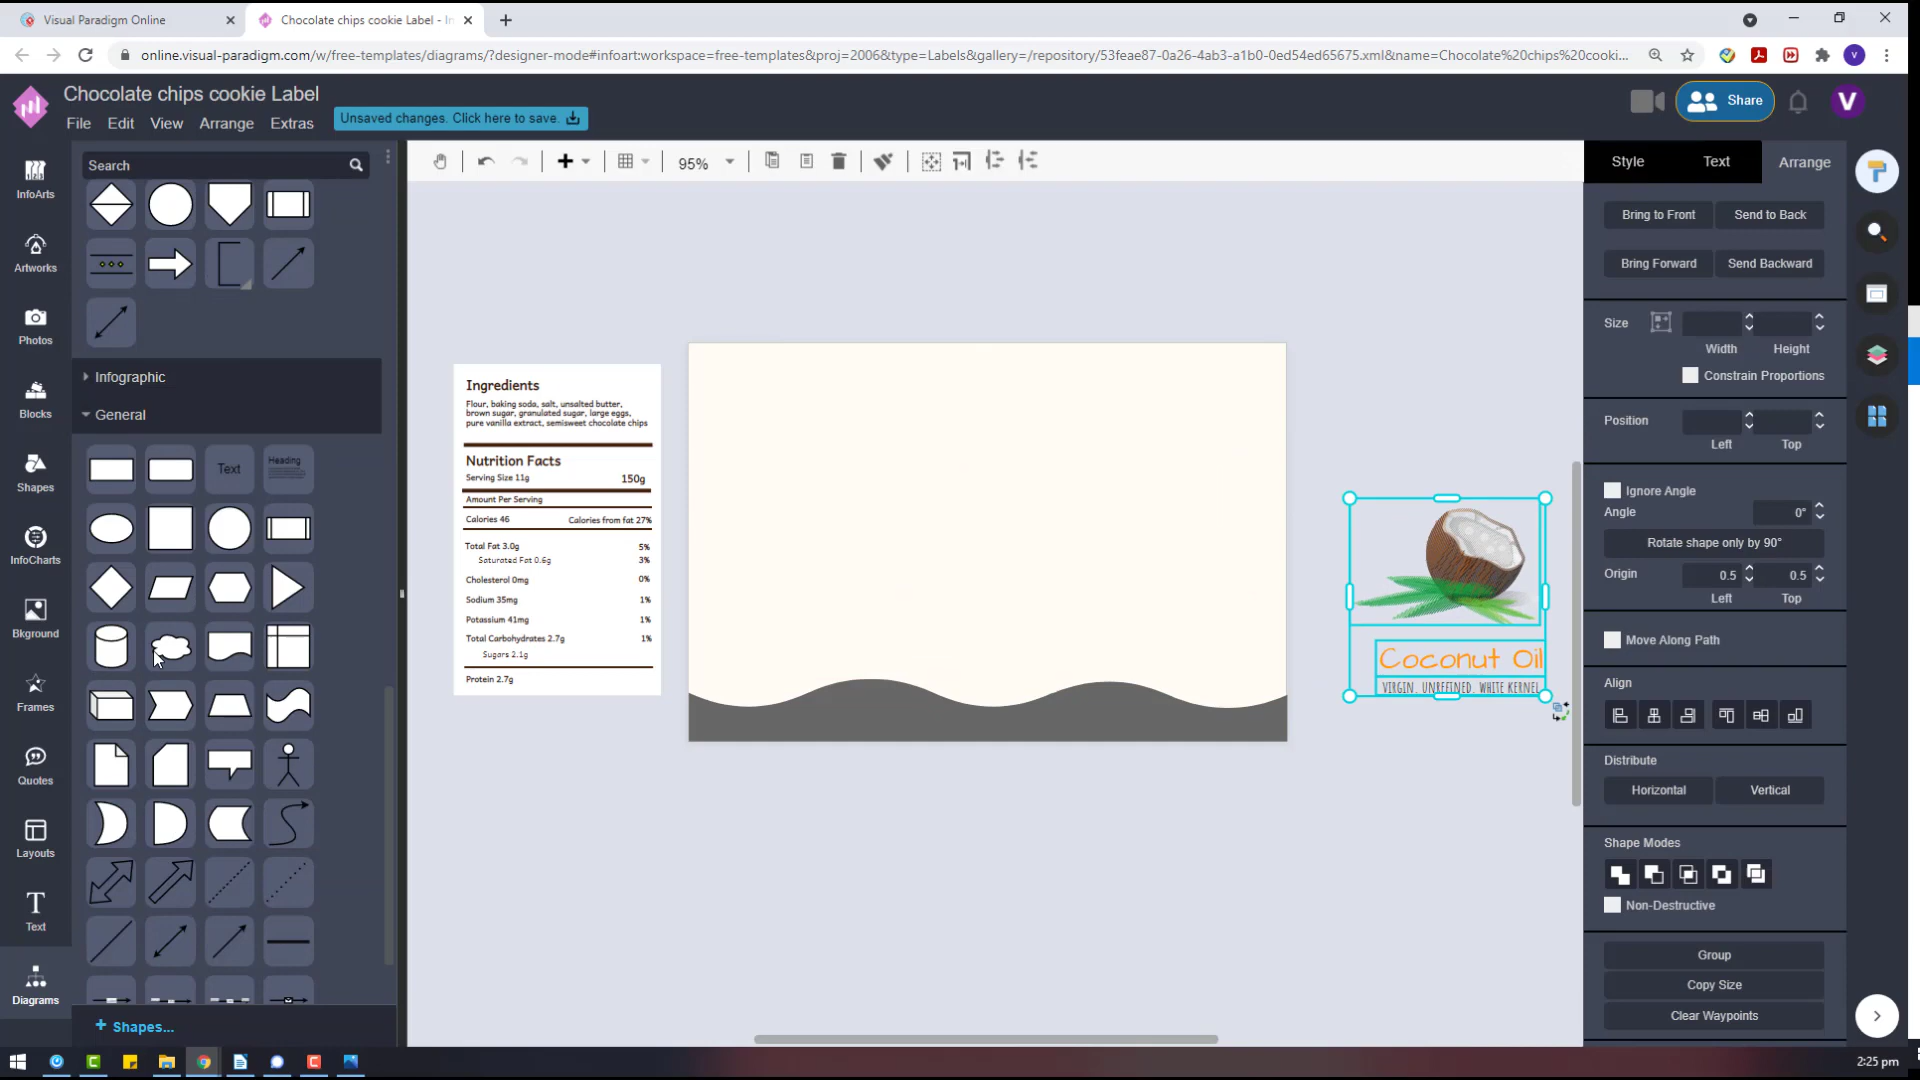 Visual Paradigm Online
Chocolate chips cookie Label - In
online.visual-paradigm.com/w/free-templates/diagrams/?designer-mode#infoart:workspace=free-templates&proj=2006&type=Labels&gallery=/repository/53feae87-0a26-4ab3-a1b0-0ed54ed65675.xml&name=Chocolate%20chips%20cooki...
V
Chocolate chips cookie Label
File Edit View Arrange Extras
Unsaved changes. Click here to save.
Share
V
Search
95%
Style Text Arrange
InfoArts
Artworks
Photos
Blocks
Shapes
InfoCharts
Bkground
Frames
Quotes
Layouts
Text
Diagrams
Infographic
General
Text
Heading
+ Shapes...
Ingredients
Flour, baking soda, salt, unsalted butter,
brown sugar, granulated sugar, large eggs,
pure vanilla extract, semisweet chocolate chips
Nutrition Facts
Serving Size 11g 150g
Amount Per Serving
Calories 46 Calories from fat 27%
Total Fat 3.0g 5%
Saturated Fat 0.6g 3%
Cholesterol 0mg 0%
Sodium 35mg 1%
Potassium 41mg 1%
Total Carbohydrates 2.7g 1%
Sugars 2.1g
Protein 2.7g
Coconut Oil
VIRGIN, UNREFINED, WHITE KERNEL
Bring to Front Send to Back
Bring Forward Send Backward
Size
Width Height
Constrain Proportions
Position
Left Top
Ignore Angle
Angle 0°
Rotate shape only by 90°
Origin 0.5 0.5
Left Top
Move Along Path
Align
Distribute
Horizontal Vertical
Shape Modes
Non-Destructive
Group
Copy Size
Clear Waypoints
2:25 pm